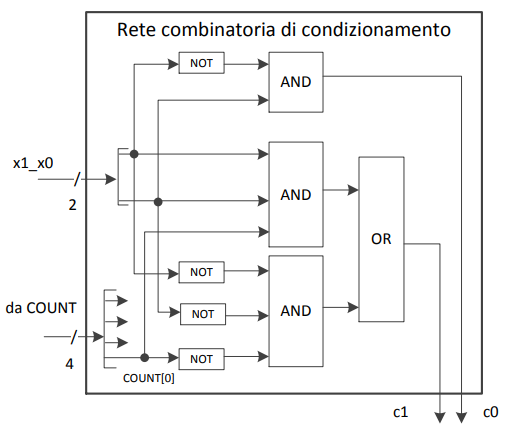 Rete combinatoria di condizionamento
NOT
AND
x1_x0
2
AND
OR
NOT
NOT
AND
da COUNT
4
NOT
COUNT[0]
c1
c0